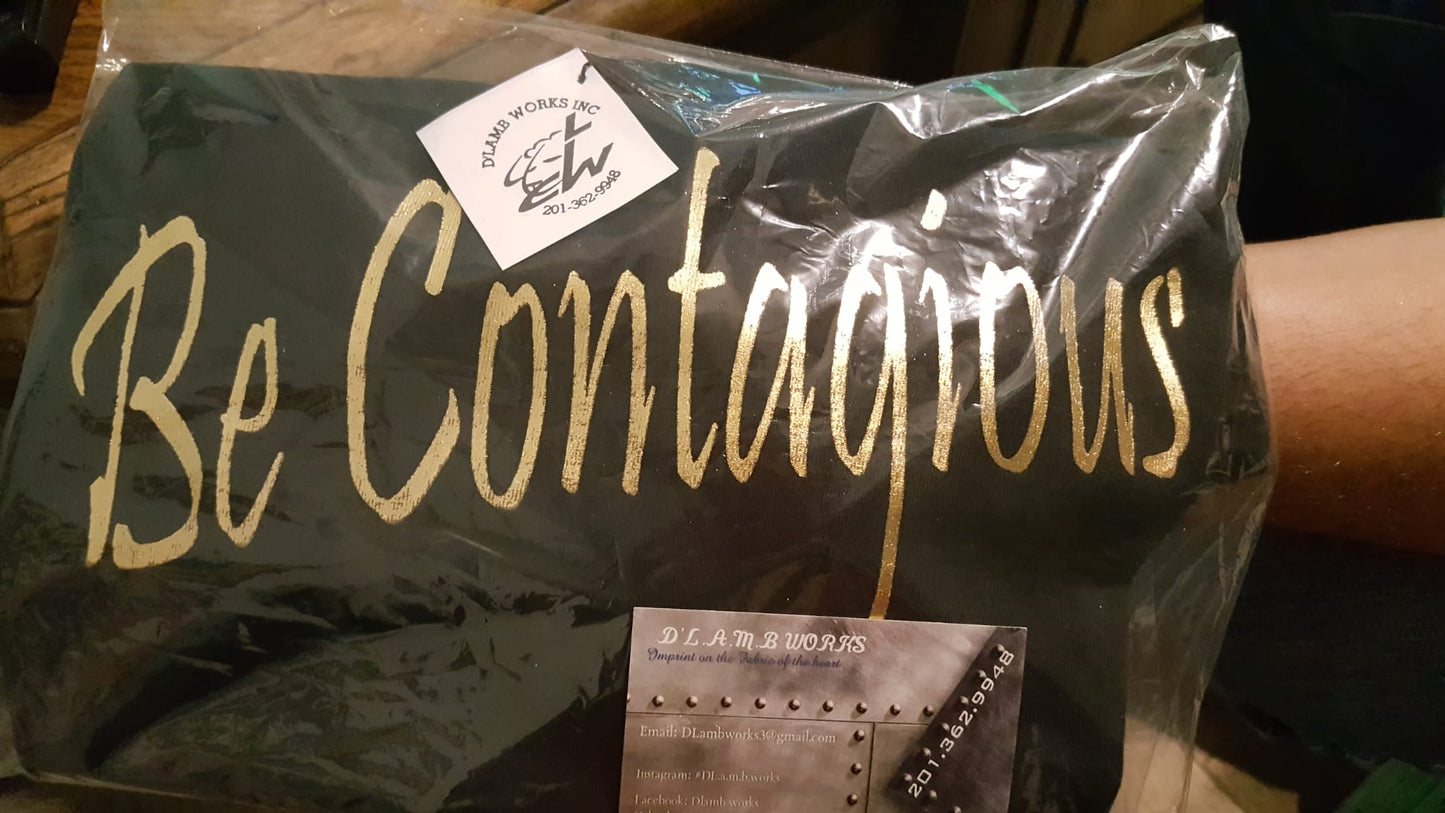 D'LAMB WORKS INC
LW
201-362-9948
Be Contagious
D'L.A.M.B WORKS
Imprint on the Fabric of the heart
201.362.9948
Email: DLambworks3@gmail.com
Instagram: #DL.a.m.b.works
Facebook: Dlamb.works